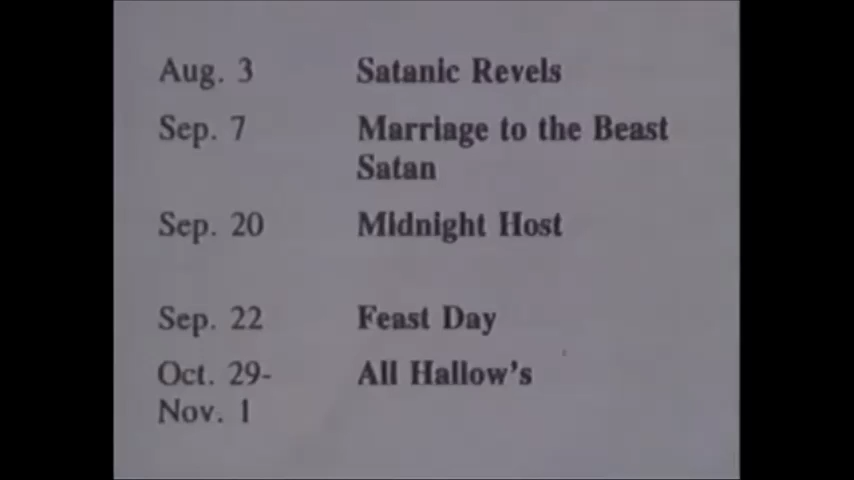 Aug. 3 Satanic Revels
Sep. 7 Marriage to the Beast
Satan
Sep. 20 Midnight Host
Sep. 22 Feast Day
Oct. 29- All Hallow's
Nov. 1